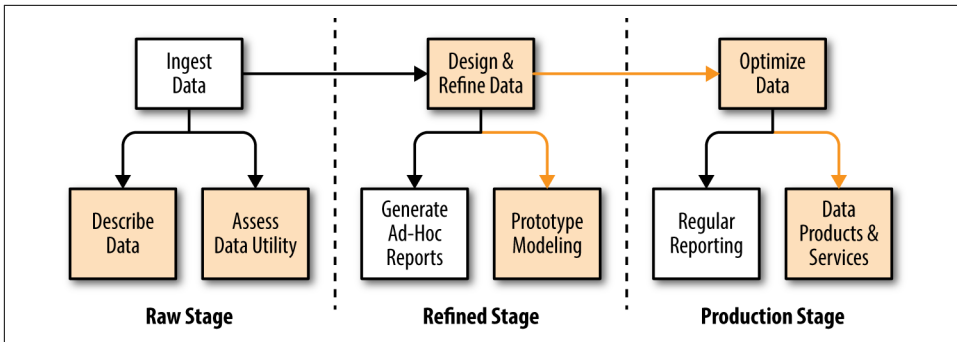 Ingest
Data
Design &
Refine Data
Optimize
Data
Describe
Data
Assess
Data Utility
Generate
Ad-Hoc
Reports
Prototype
Modeling
Regular
Reporting
Data
Products &
Services
Raw Stage
Refined Stage
Production Stage